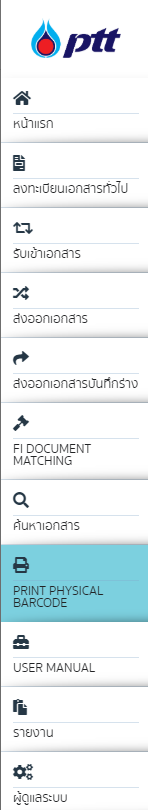 ptt
หน้าแรก
ลงทะเบียนเอกสารทั่วไป
รับเข้าเอกสาร
ส่งออกเอกสาร
ส่งออกเอกสารบันทึกร่าง
FI DOCUMENT
MATCHING
ค้นหาเอกสาร
PRINT PHYSICAL
BARCODE
USER MANUAL
รายงาน
ผู้ดูแลระบบ